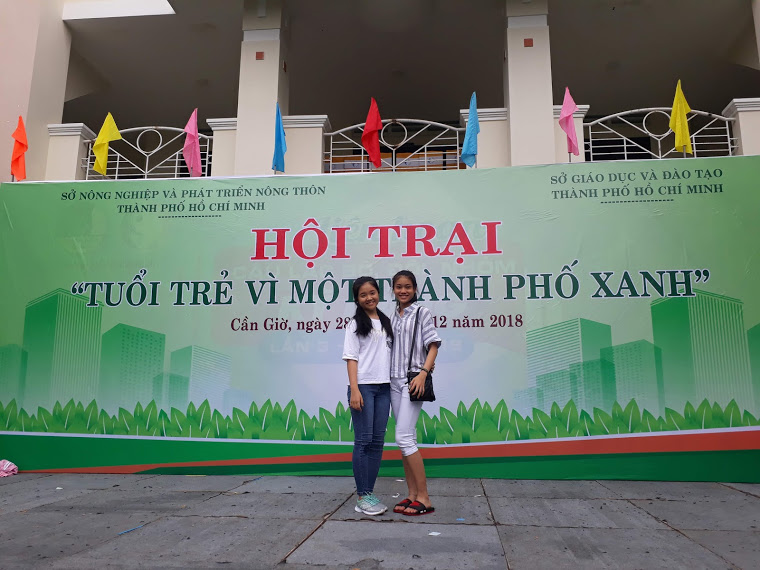 SỞ NÔNG NGHIỆP VÀ PHÁT TRIỂN NÔNG THÔN
THÀNH PHỐ HỒ CHÍ MINH
SỞ GIÁO DỤC VÀ ĐÀO TẠO
THÀNH PHỐ HỒ CHÍ MINH
HỘI TRẠI
“TUỔI TRẺ VÌ MỘT THÀNH PHỐ XANH”
Cần Giờ, ngày 28 12 năm 2018